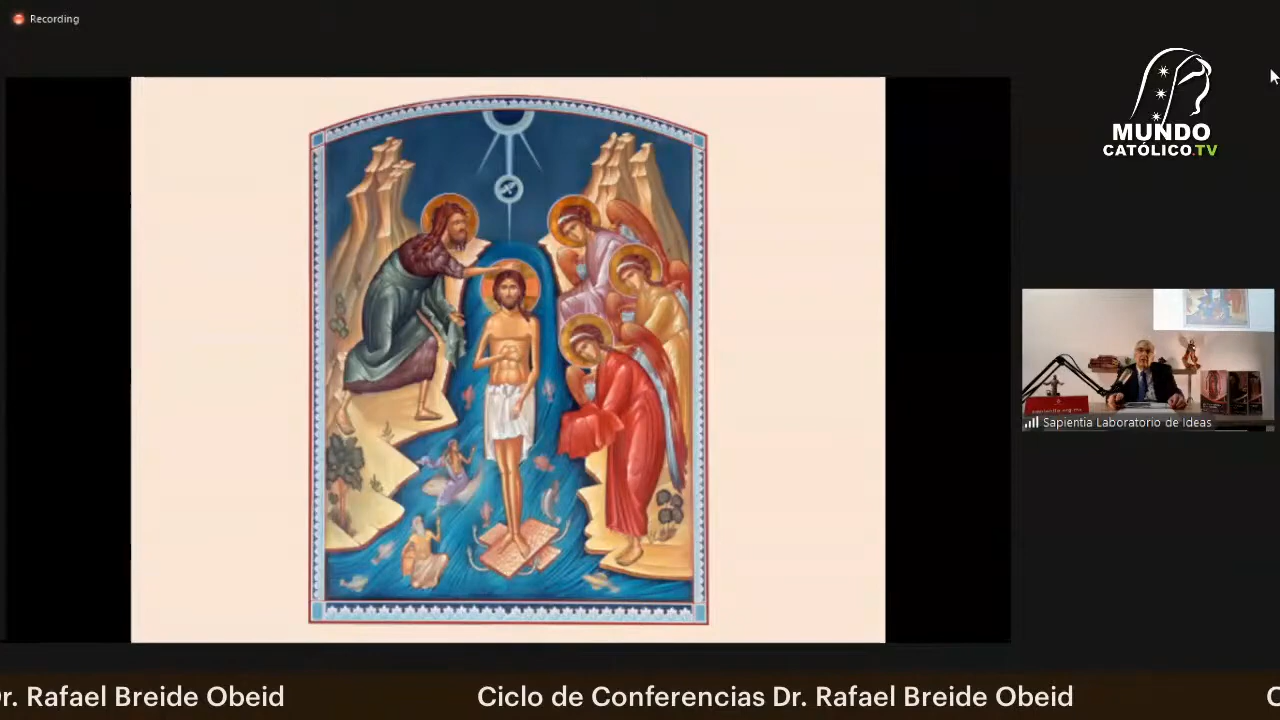 Recording
MUNDO
CATÓLICO.TV
Sapientia Laboratorio de Ideas
Dr. Rafael Breide Obeid
Ciclo de Conferencias Dr. Rafael Breide Obeid
C